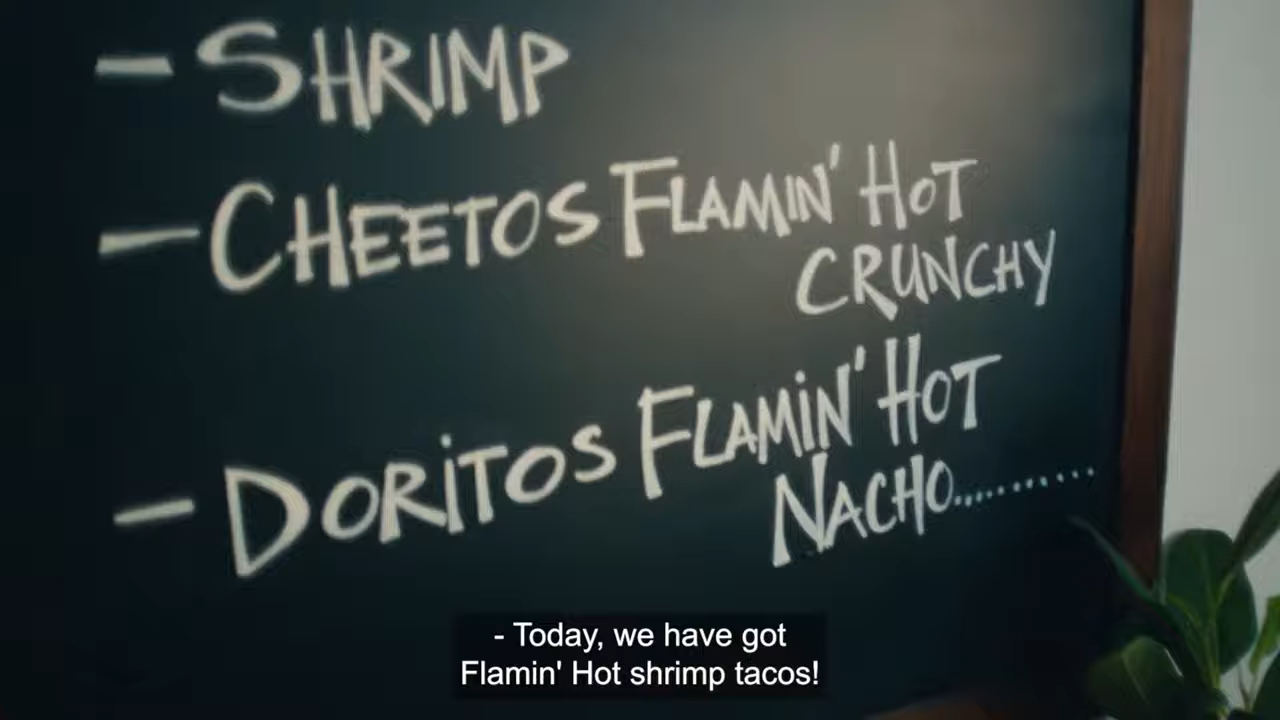 - SHRIMP
- CHEETOS FLAMIN' HOT
CRUNCHY
- DORITOS FLAMIN' HOT
NACHO...........
- Today, we have got
Flamin' Hot shrimp tacos!